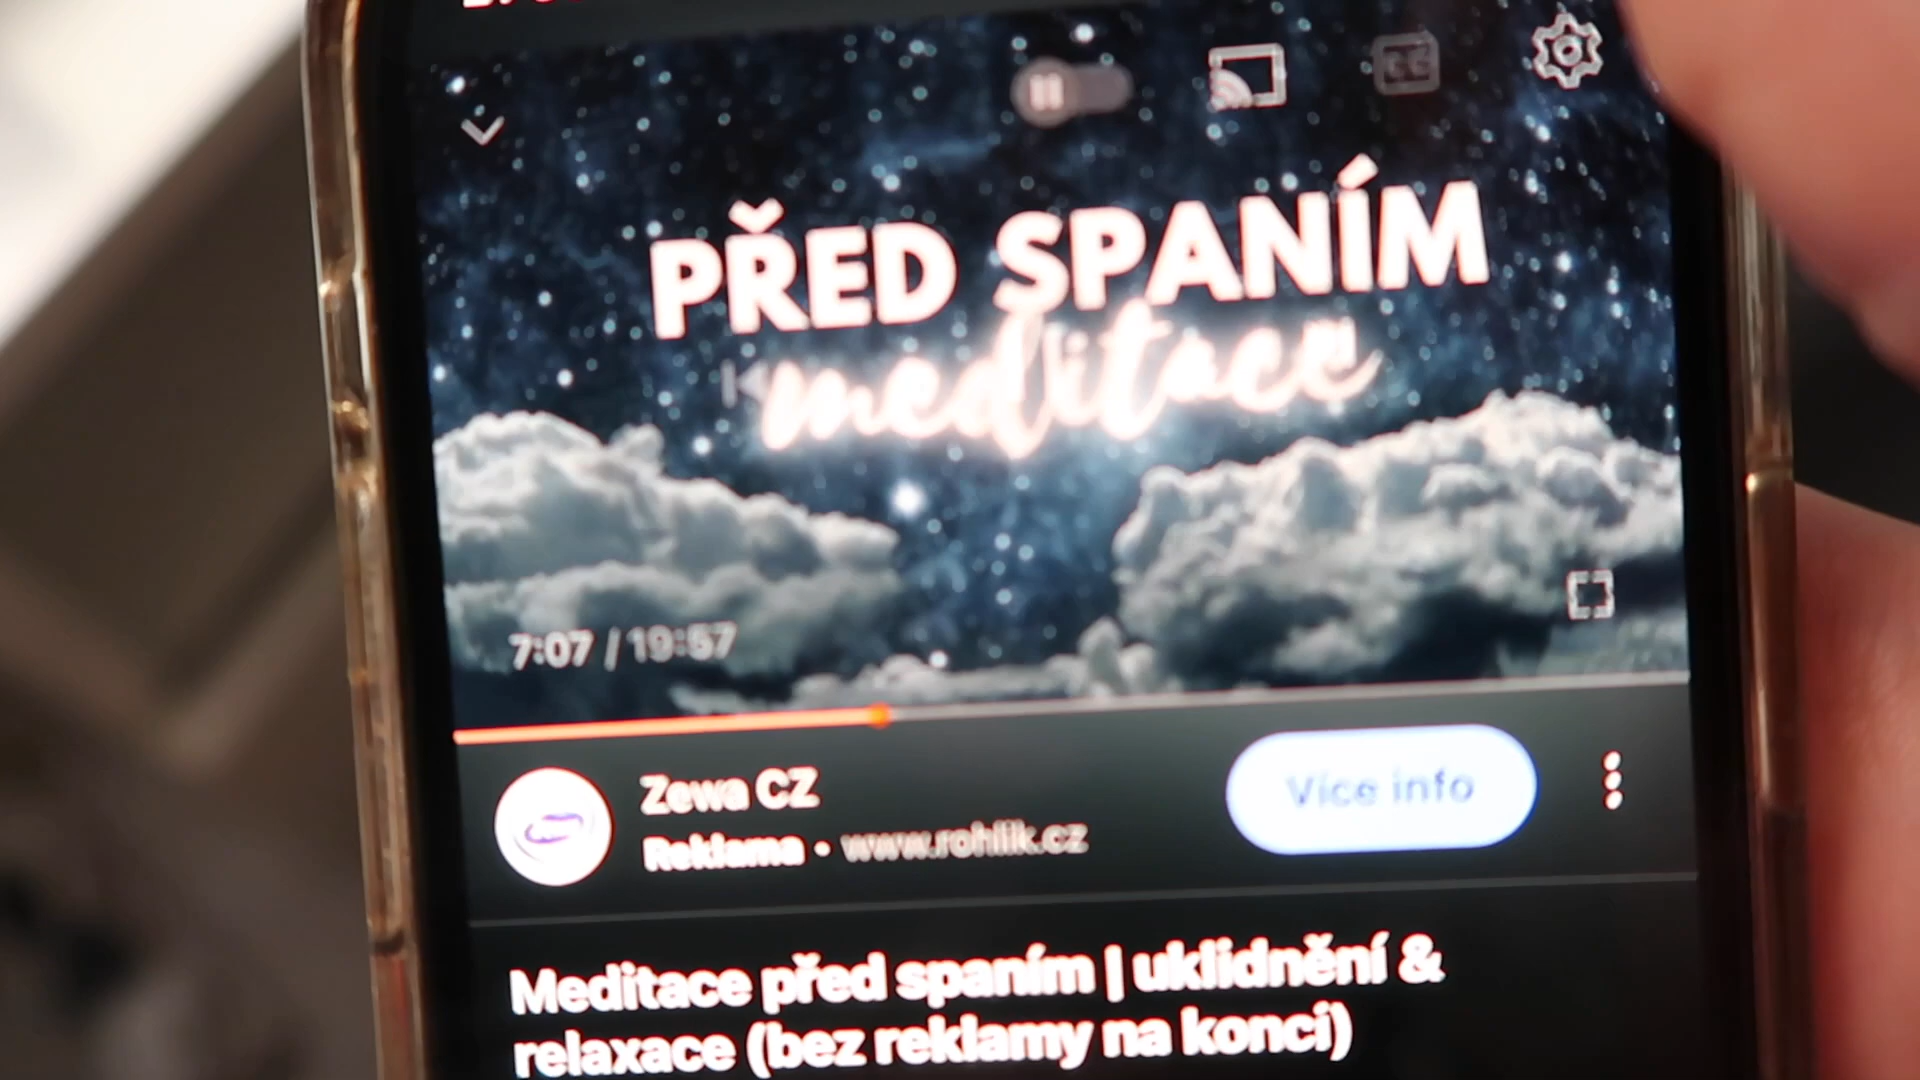 PŘED SPANÍM
meditace
7:07 / 19:57
Zewa CZ
Více info
Reklama • www.rohlik.cz
Meditace před spaním | uklidnění &
relaxace (bez reklamy na konci)